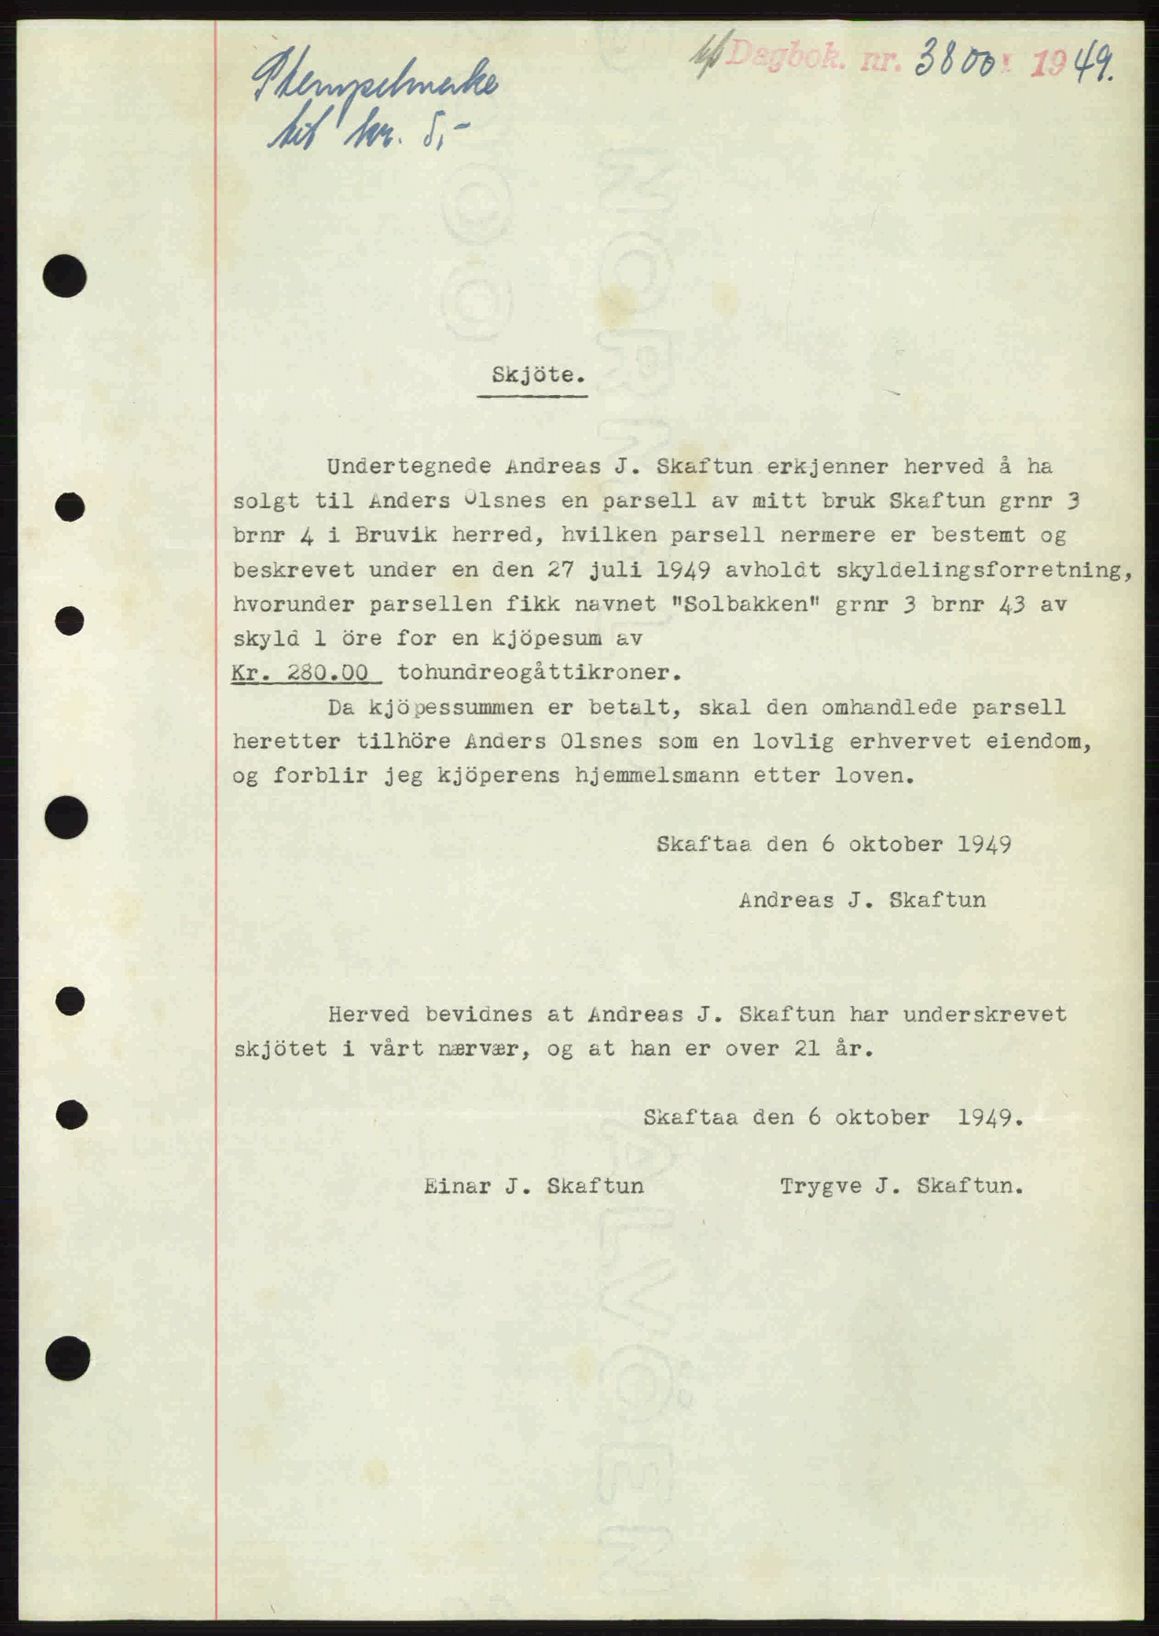 Dagbok. nr. 3800 i 1949.
Stempelmerke
til kr. 5,-
Skjöte.
Undertegnede Andreas J. Skaftun erkjenner herved å ha
solgt til Anders Olsnes en parsell av mitt bruk Skaftun grnr 3
brnr 4 i Bruvik herred, hvilken parsell nermere er bestemt og
beskrevet under en den 27 juli 1949 avholdt skyldelingsforretning,
hvorunder parsellen fikk navnet "Solbakken" grnr 3 brnr 43 av
skyld 1 öre for en kjöpesum av
Kr. 280.00 tohundreogåttikroner.
Da kjöpessummen er betalt, skal den omhandlede parsell
heretter tilhöre Anders Olsnes som en lovlig erhvervet eiendom,
og forblir jeg kjöperens hjemmelsmann etter loven.
Skaftaa den 6 oktober 1949
Andreas J. Skaftun
Herved bevidnes at Andreas J. Skaftun har underskrevet
skjötet i vårt nærvær, og at han er over 21 år.
Skaftaa den 6 oktober 1949.
Einar J. Skaftun Trygve J. Skaftun.